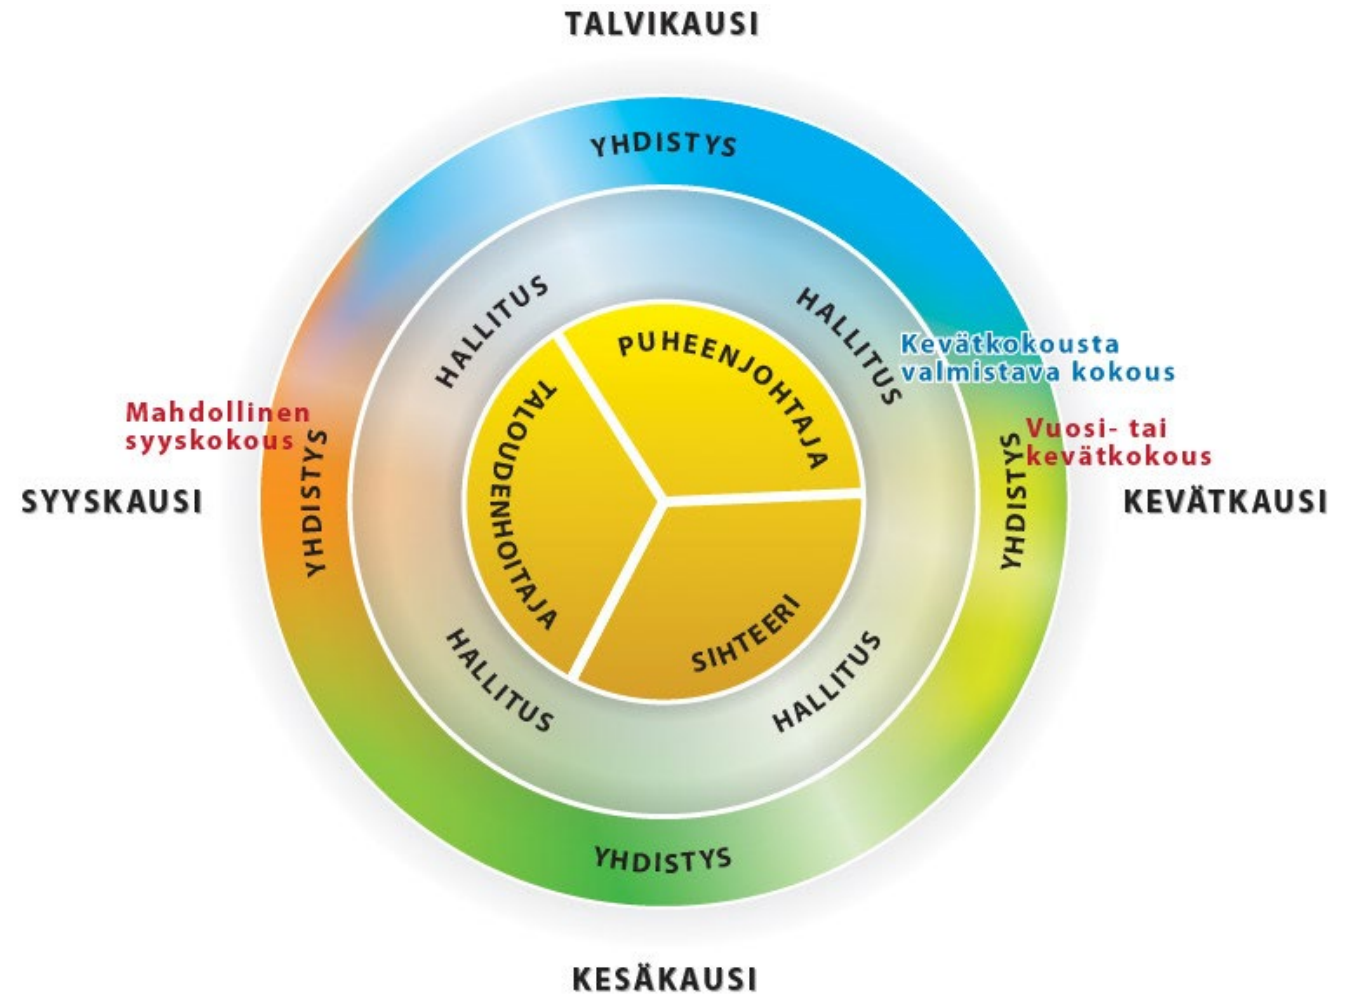 TALVIKAUSI
YHDISTYS
HALLITUS
HALLITUS
PUHEENJOHTAJA
Kevätkokousta
valmistava kokous
TALOUDENHOITAJA
Mahdollinen
syyskokous
YHDISTYS
Vuosi- tai
kevätkokous
YHDISTYS
SYYSKAUSI
KEVÄTKAUSI
SIHTEERI
HALLITUS
HALLITUS
YHDISTYS
KESÄKAUSI